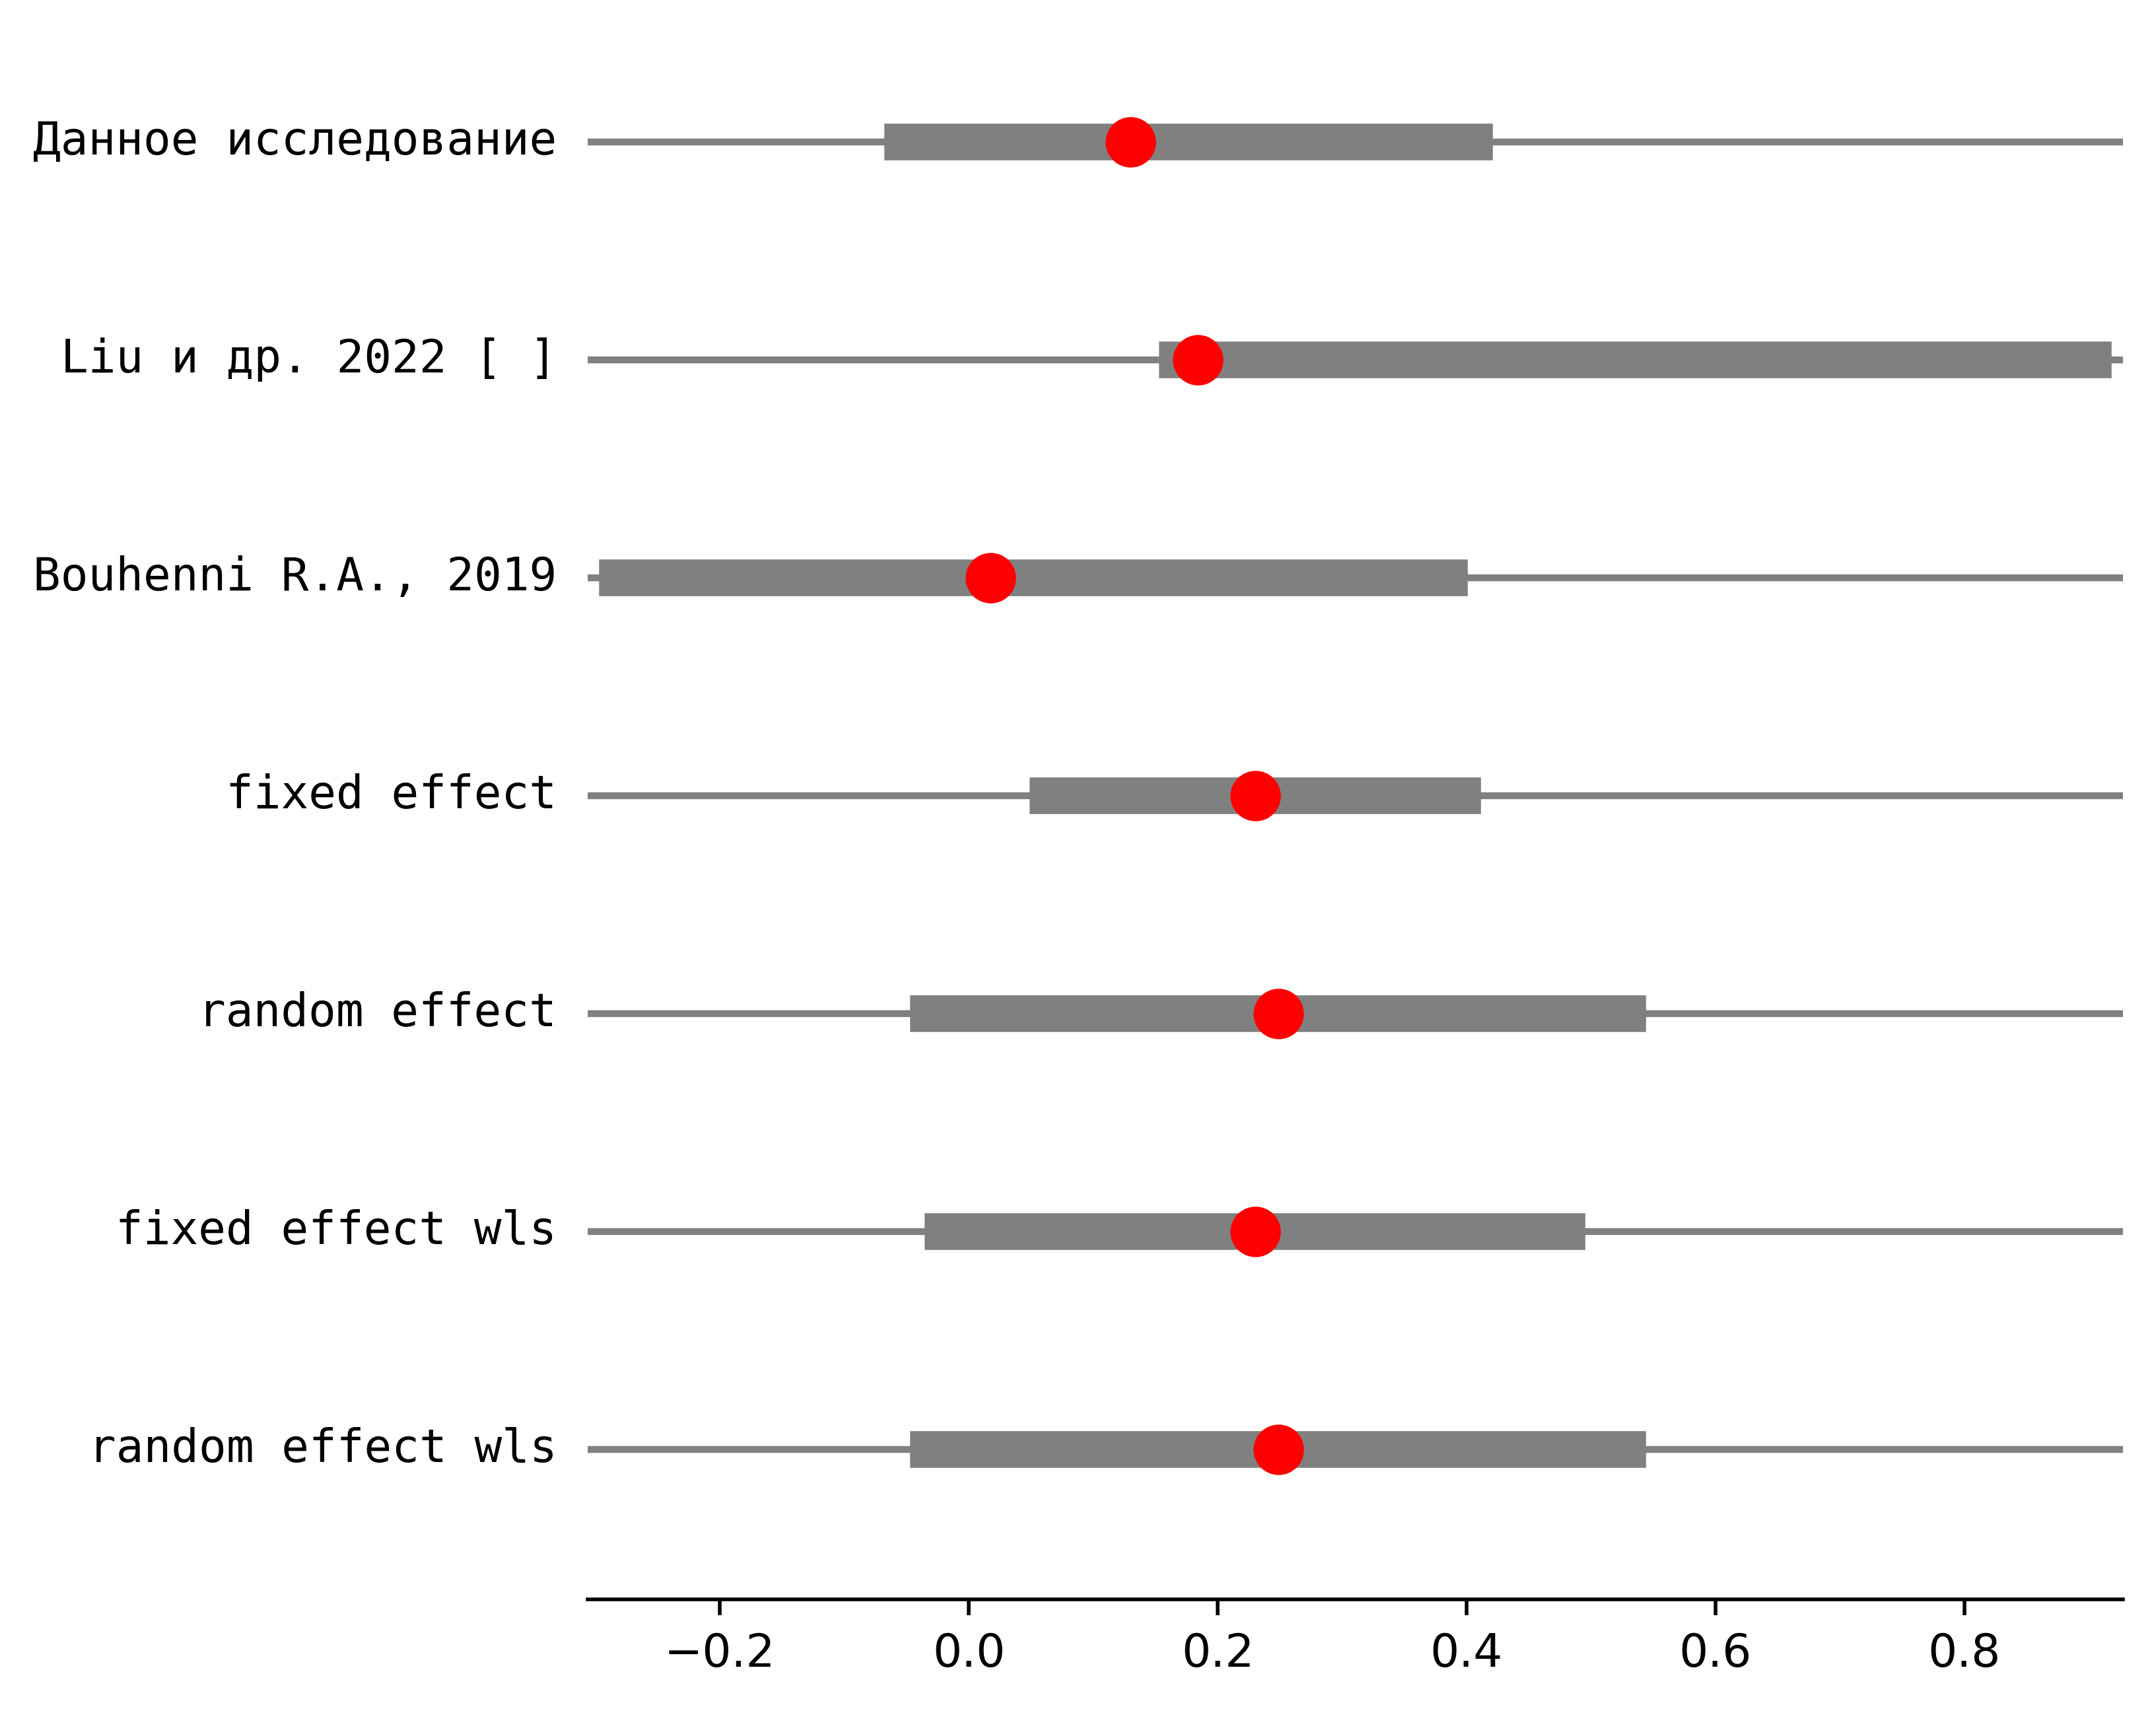 Данное исследование
Liu и др. 2022 [ ]
Bouhenni R.A., 2019
fixed effect
random effect
fixed effect wls
random effect wls
−0.2 0.0 0.2 0.4 0.6 0.8